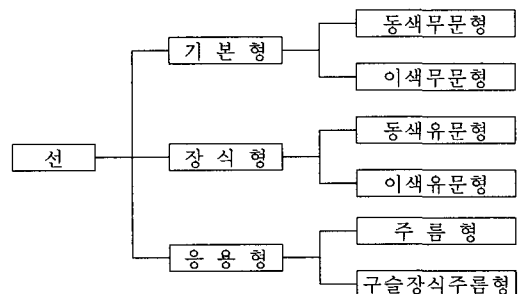 동색무문형
기 본 형
이색무문형
동색유문형
선
장 식 형
이색유문형
주 름 형
응 용 형
구슬장식주름형